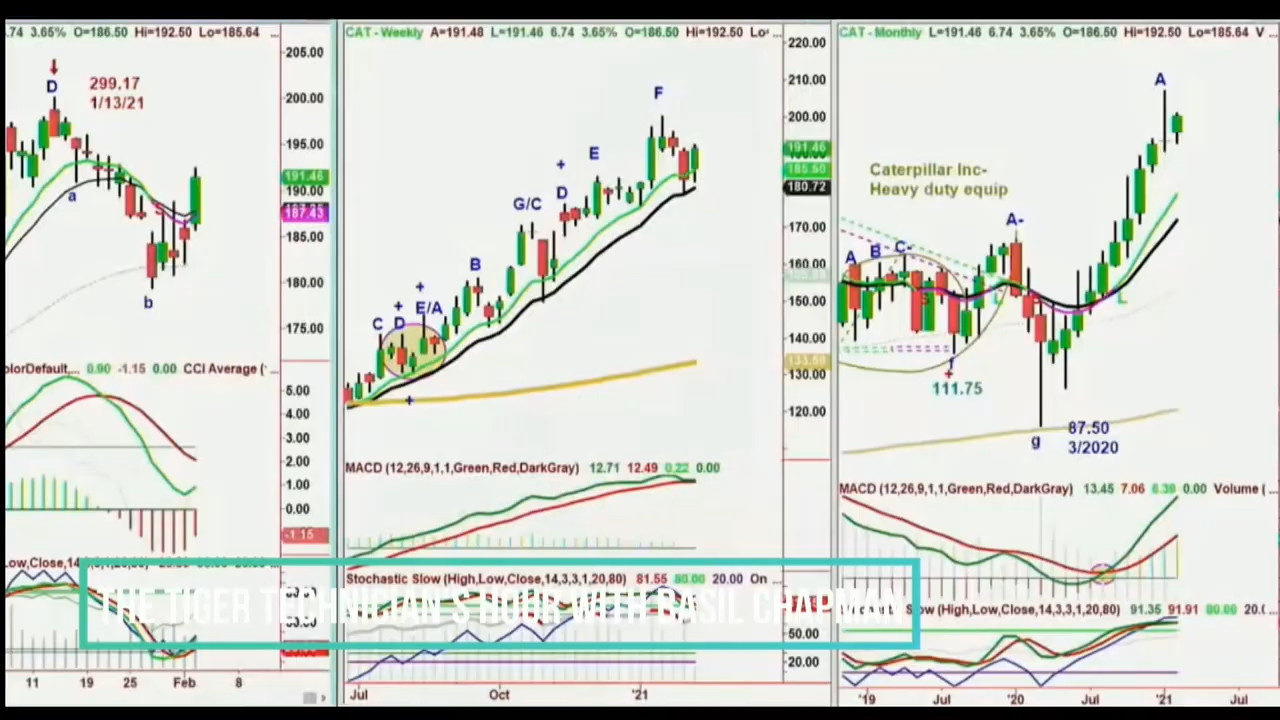 .74 3.65% O=186.50 Hi=192.50 Lo=185.64 ...
205.00
D
299.17
1/13/21
200.00
195.00
191.46
190.00
187.43
a
185.00
180.00
b
175.00
olorDefault,... 0.90 -1.15 0.00 CCI Average (
5.00
4.00
3.00
2.00
1.00
0.00
-1.15
11 19 25 Feb 8
CAT - Weekly A=191.48 L=191.46 6.74 3.65% O=186.50 Hi=192.50 Lo ...
220.00
210.00
200.00
191.46
185.50
180.72
170.00
160.00
150.00
140.00
133.50
130.00
120.00
F
E
+
D
G/C
B
+
E/A
+
C D
+
MACD (12,26,9,1,1,Green,Red,DarkGray) 12.71 12.49 0.22 0.00
Stochastic Slow (High,Low,Close,14,3,3,1,20,80) 81.55 80.00 20.00 On ...
50.00
20.00
Jul Oct '21
CAT - Monthly L=191.46 6.74 3.65% O=186.50 Hi=192.50 Lo=185.64 V ...
A
Caterpillar Inc-
Heavy duty equip
A-
A B C-
S L L
f
+
111.75
87.50
g
3/2020
MACD (12,26,9,1,1,Green,Red,DarkGray) 13.45 7.06 6.39 0.00 Volume ( ...
Slow (High,Low,Close,14,3,3,1,20,80) 91.35 91.91 80.00 20.( ...
'19 Jul '20 Jul '21 Jul
THE TIGER TECHNICIAN'S HOUR WITH BASIL CHAPMAN